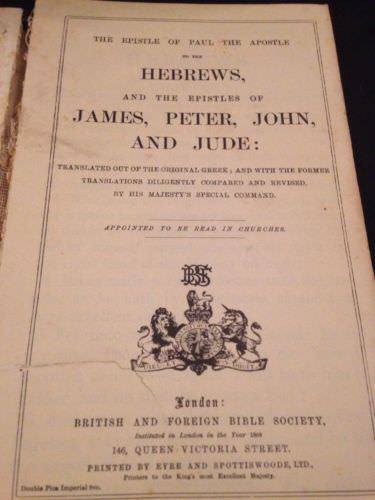 THE EPISTLE OF PAUL THE APOSTLE
TO THE
HEBREWS,
AND THE EPISTLES OF
JAMES, PETER, JOHN,
AND JUDE:
TRANSLATED OUT OF THE ORIGINAL GREEK; AND WITH THE FORMER
TRANSLATIONS DILIGENTLY COMPARED AND REVISED,
BY HIS MAJESTY'S SPECIAL COMMAND.
APPOINTED TO BE READ IN CHURCHES.
London:
BRITISH AND FOREIGN BIBLE SOCIETY,
Instituted in London in the Year 1804
146, QUEEN VICTORIA STREET.
PRINTED BY EYRE AND SPOTTISWOODE, LTD.,
Printers to the King's most Excellent Majesty.
Double Pica Imperial 8vo.